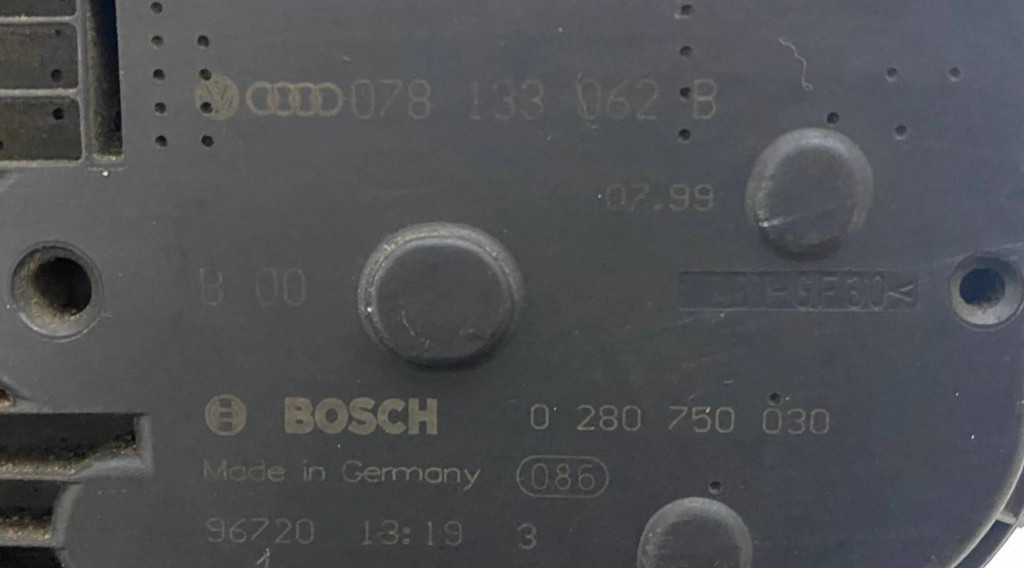 078 133 062 B
07.99
B 00
BOSCH 0 280 750 030
Made in Germany 086
96720 13:19 3